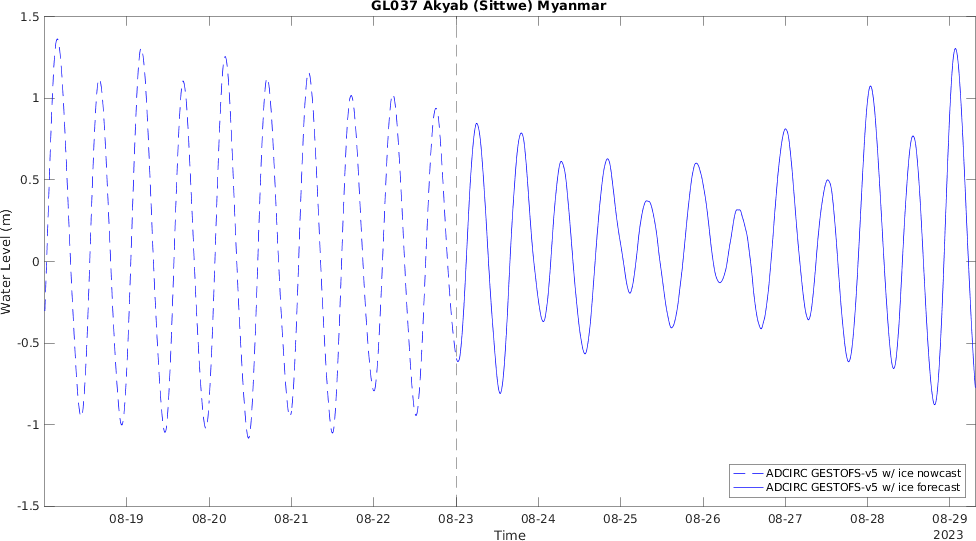 GL037 Akyab (Sittwe) Myanmar
1.5
1
0.5
0
-0.5
-1
-1.5
Water Level (m)
ADCIRC GESTOFS-v5 w/ ice nowcast
ADCIRC GESTOFS-v5 w/ ice forecast
08-19 08-20 08-21 08-22 08-23 08-24 08-25 08-26 08-27 08-28 08-29
Time
2023